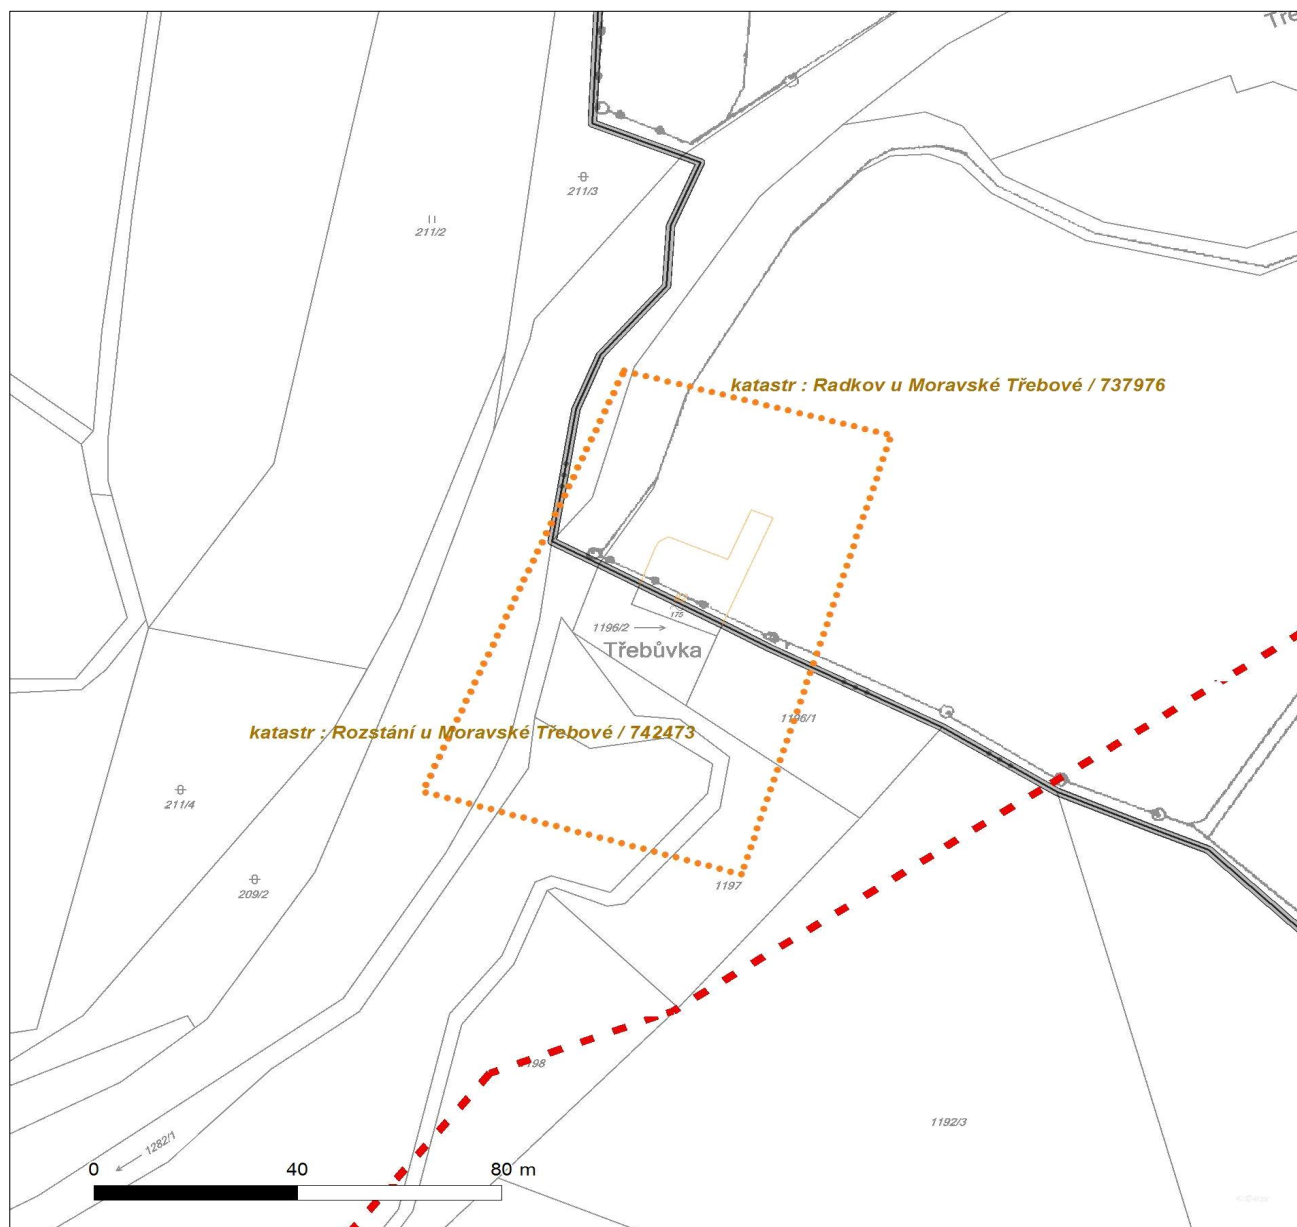 Tře
211/3
211/2
katastr : Radkov u Moravské Třebové / 737976
175
1196/2
Třebůvka
1196/1
katastr : Rozstání u Moravské Třebové / 742473
211/4
209/2
1197
198
1192/3
1282/1
0 40 80 m